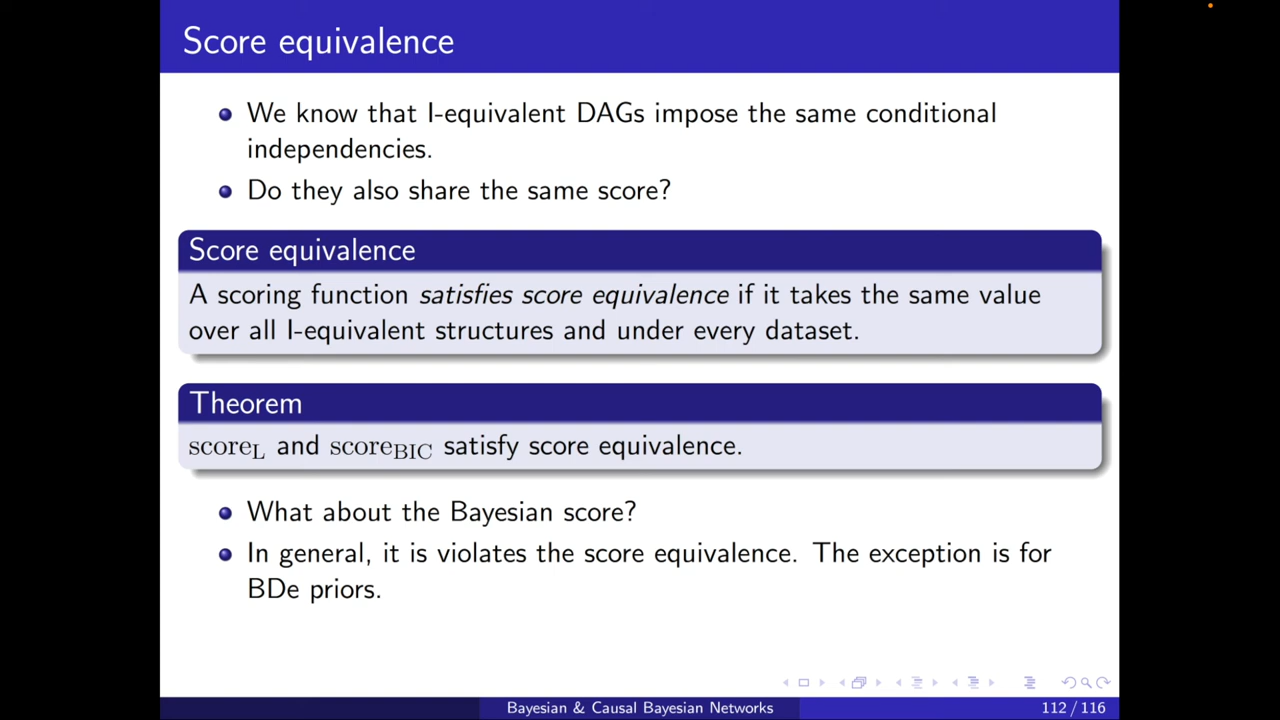 Score equivalence
We know that I-equivalent DAGs impose the same conditional
independencies.
Do they also share the same score?
Score equivalence
A scoring function satisfies score equivalence if it takes the same value
over all I-equivalent structures and under every dataset.
Theorem
scoreL and scoreBIC satisfy score equivalence.
What about the Bayesian score?
In general, it is violates the score equivalence. The exception is for
BDe priors.
Bayesian & Causal Bayesian Networks
112 / 116